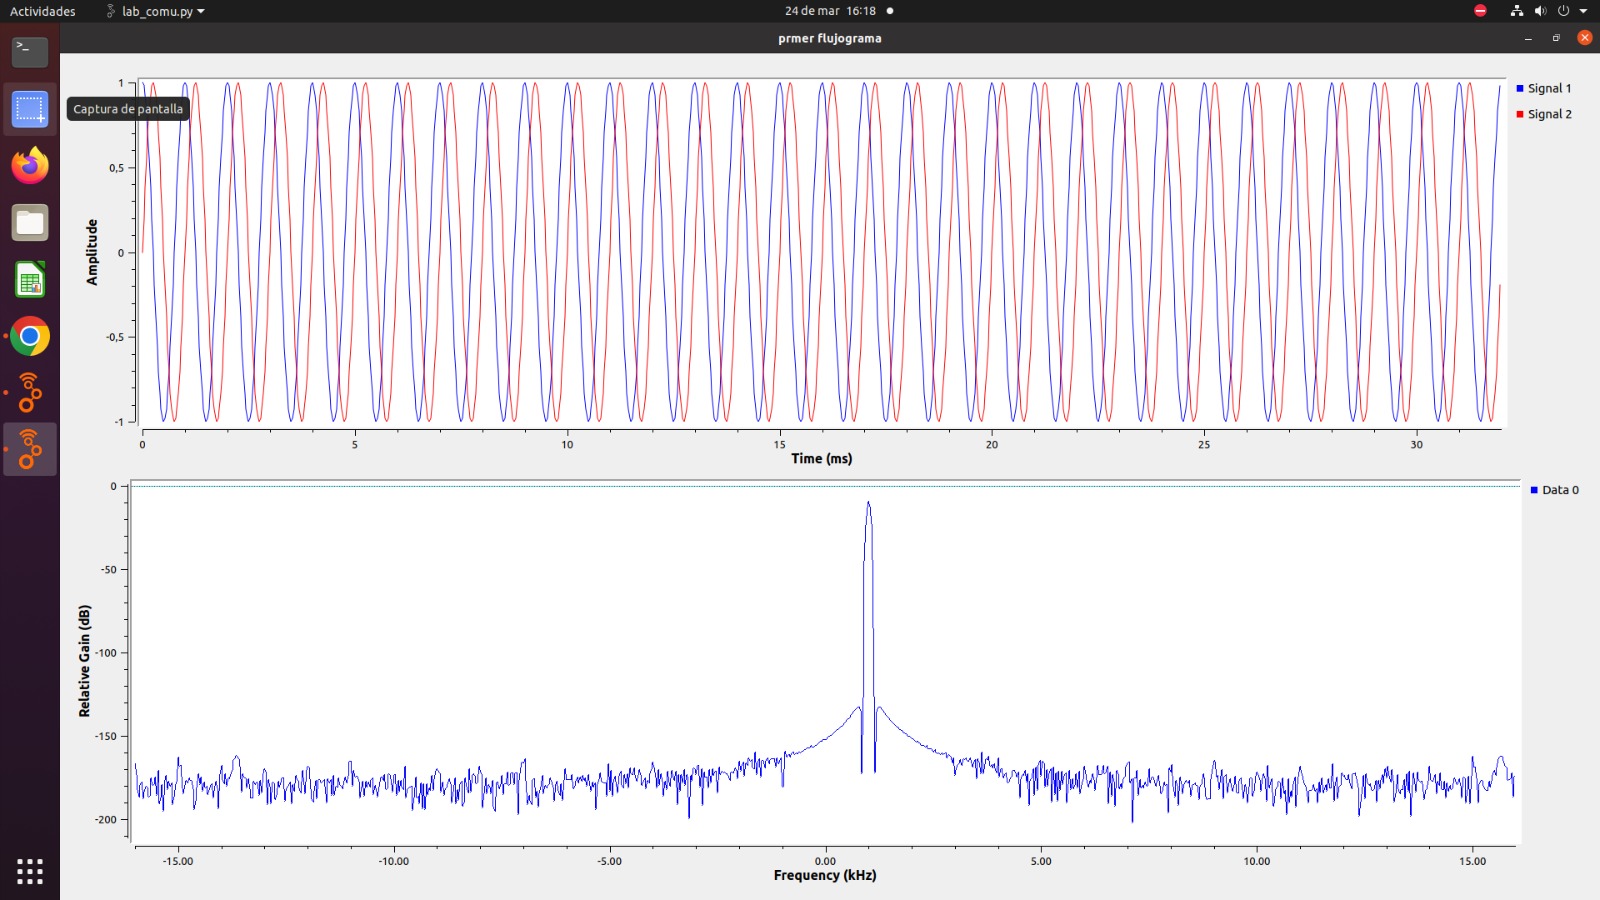 Actividades
lab_comu.py
24 de mar 16:18
prmer flujograma
Captura de pantalla
1
0,5
0
-0,5
-1
Amplitude
0 5 10 15 20 25 30
Time (ms)
Signal 1
Signal 2
0
-50
-100
-150
-200
Relative Gain (dB)
-15.00 -10.00 -5.00 0.00 5.00 10.00 15.00
Frequency (kHz)
Data 0